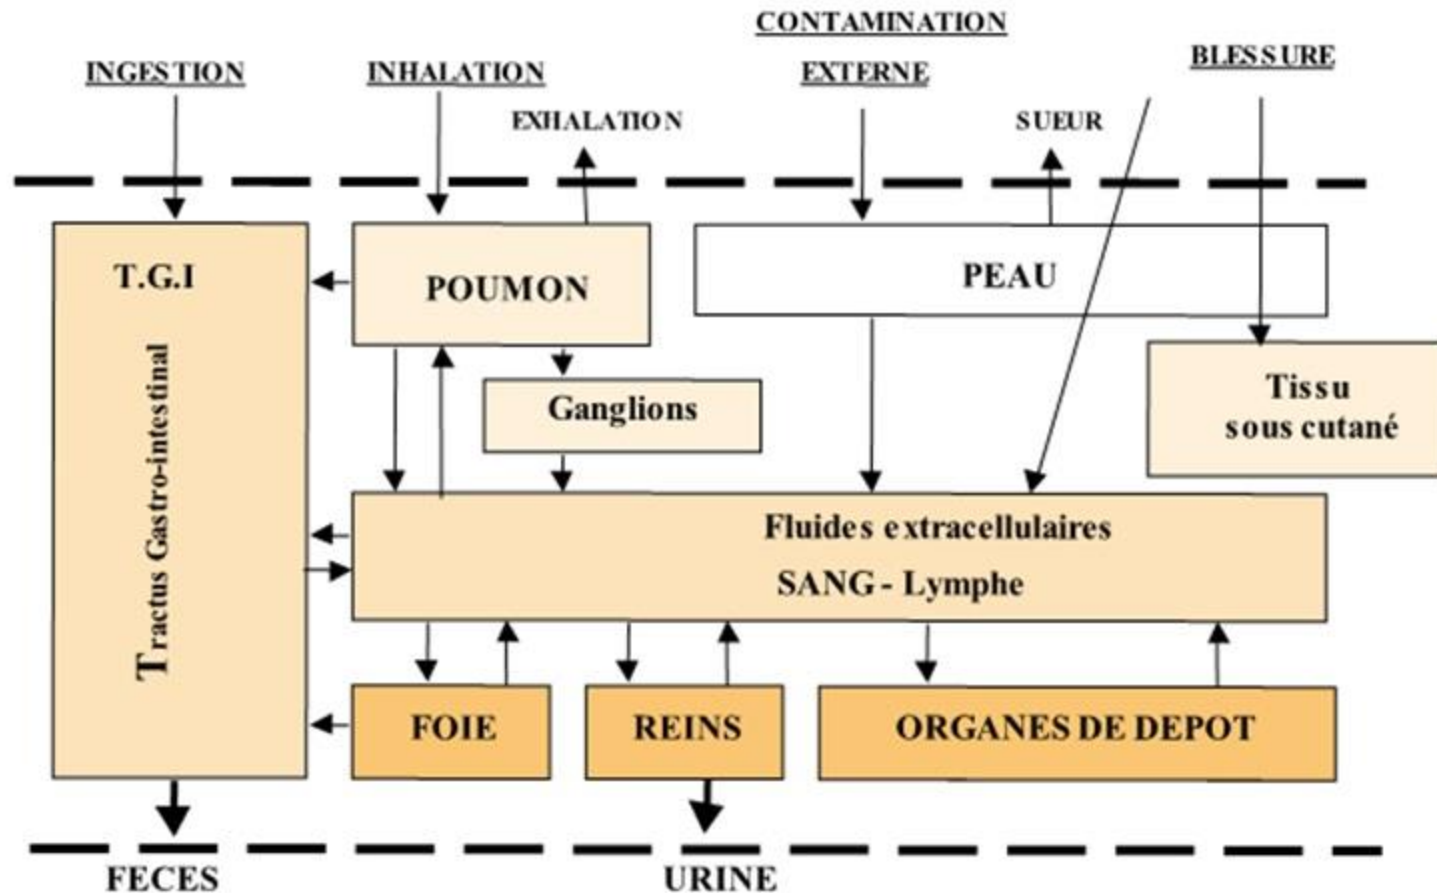 CONTAMINATION
EXTERNE
INGESTION
INHALATION
BLESSURE
EXHALATION
SUEUR
T.G.I
Tractus Gastro-intestinal
POUMON
PEAU
Ganglions
Tissu
sous cutané
Fluides extracellulaires
SANG - Lymphe
FOIE
REINS
ORGANES DE DEPOT
FECES
URINE